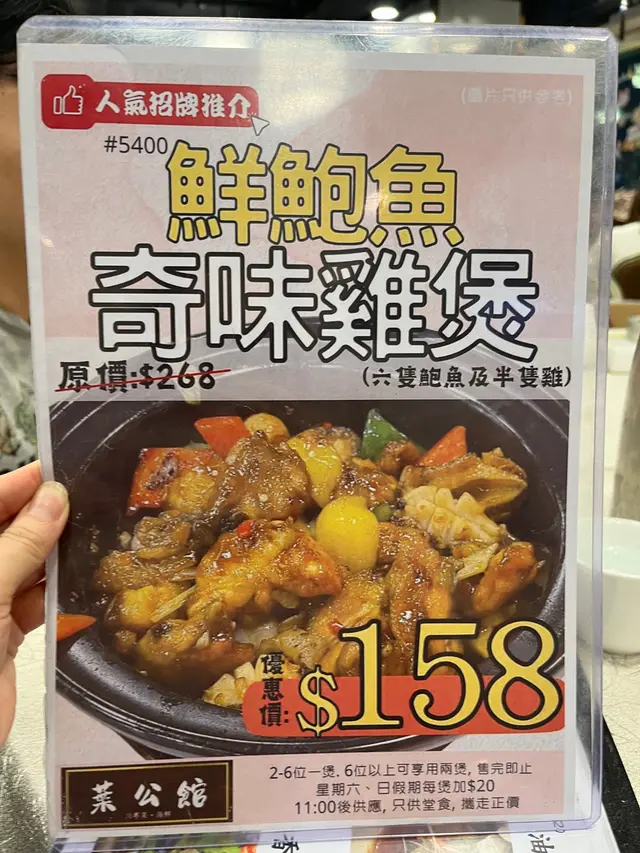 人氣招牌推介
(圖片只供參考)
#5400
鮮鮑魚
奇味雞煲
原價:$268
(六隻鮑魚及半隻雞)
優惠價:
$158
2-6位一煲. 6位以上可享用兩煲, 售完即止
星期六、日假期每煲加$20
11:00後供應, 只供堂食, 攜走正價
葉公館
香
油